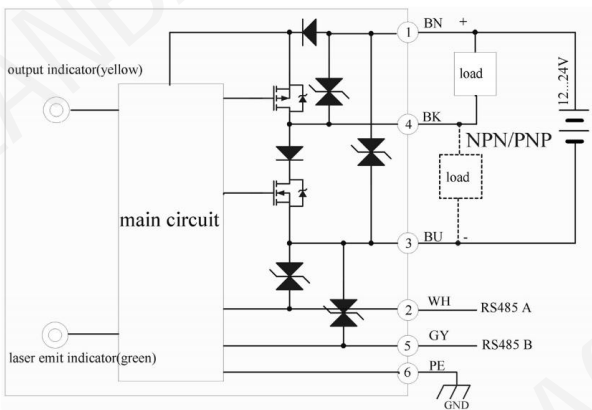 1 BN +
output indicator(yellow)
load
12...24V
4 BK
NPN/PNP
load
main circuit
3 BU -
2 WH RS485 A
5 GY RS485 B
laser emit indicator(green)
6 PE
GND